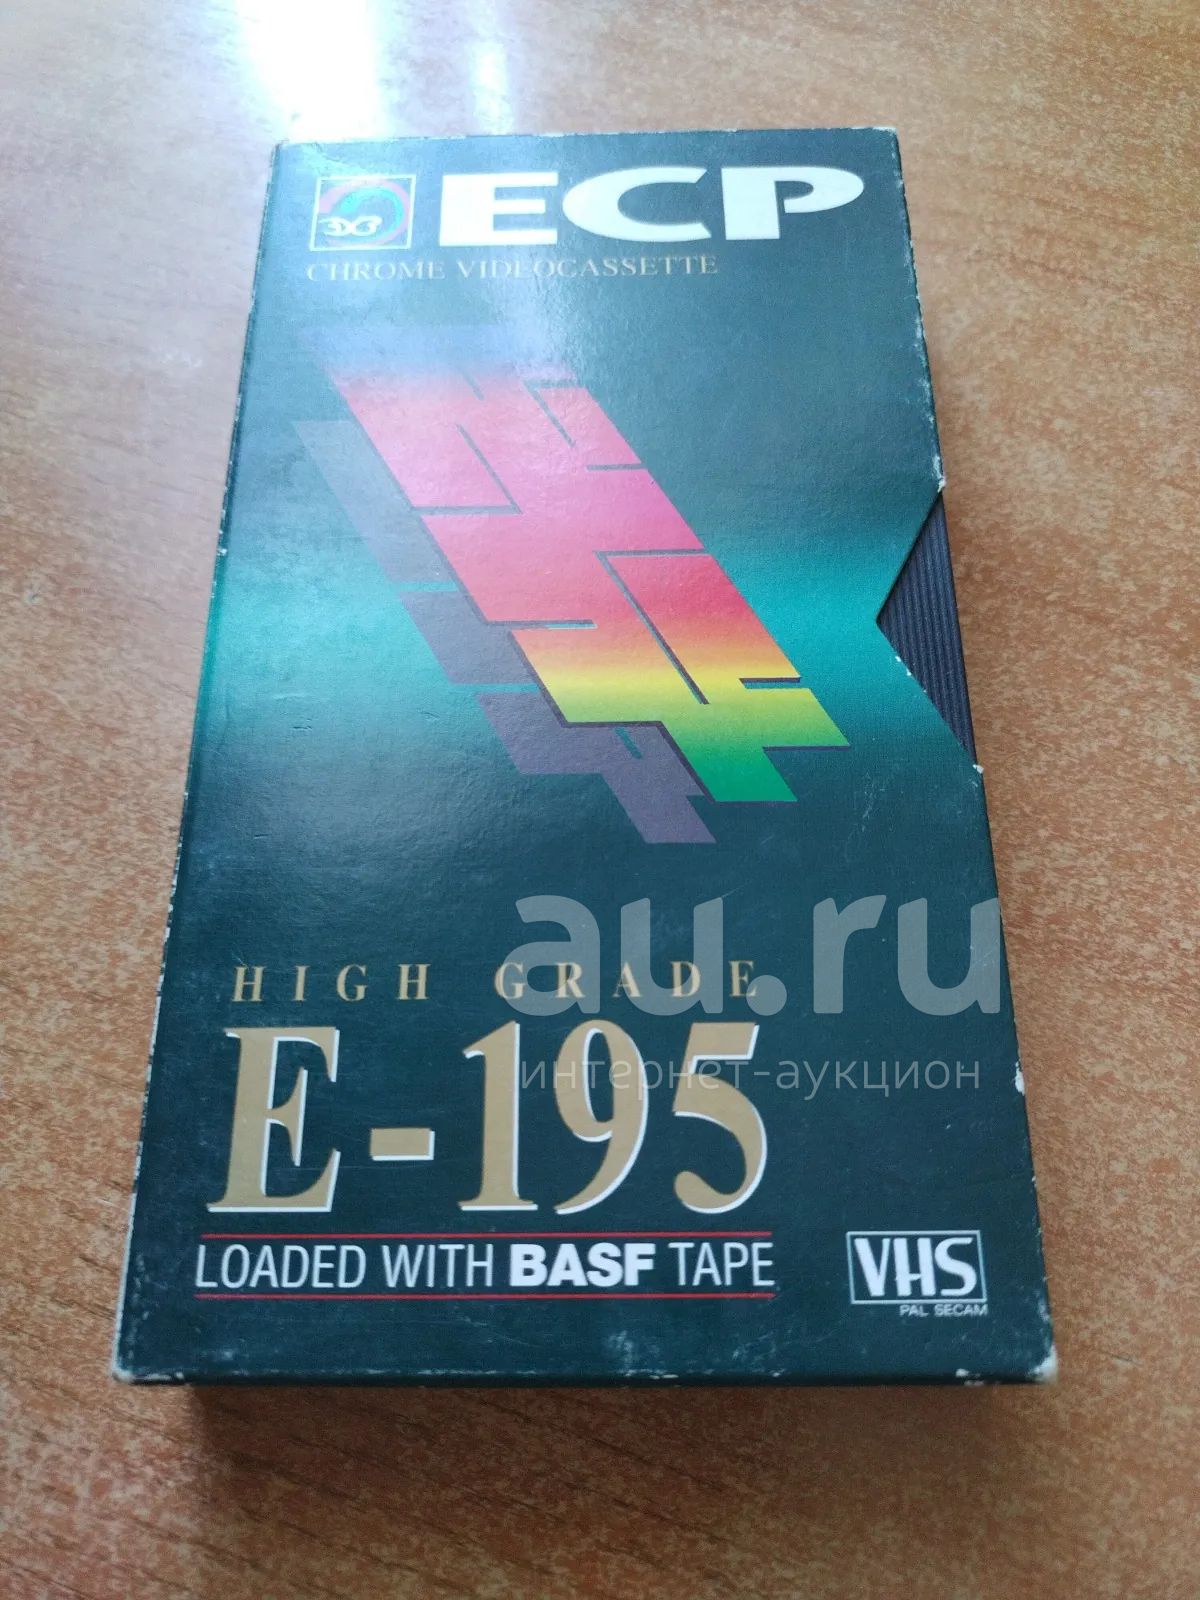 ECP
CHROME VIDEOCASSETTE
HIGH GRADE
E-195
LOADED WITH BASF TAPE
VHS
PAL SECAM
au.ru
интернет-аукцион